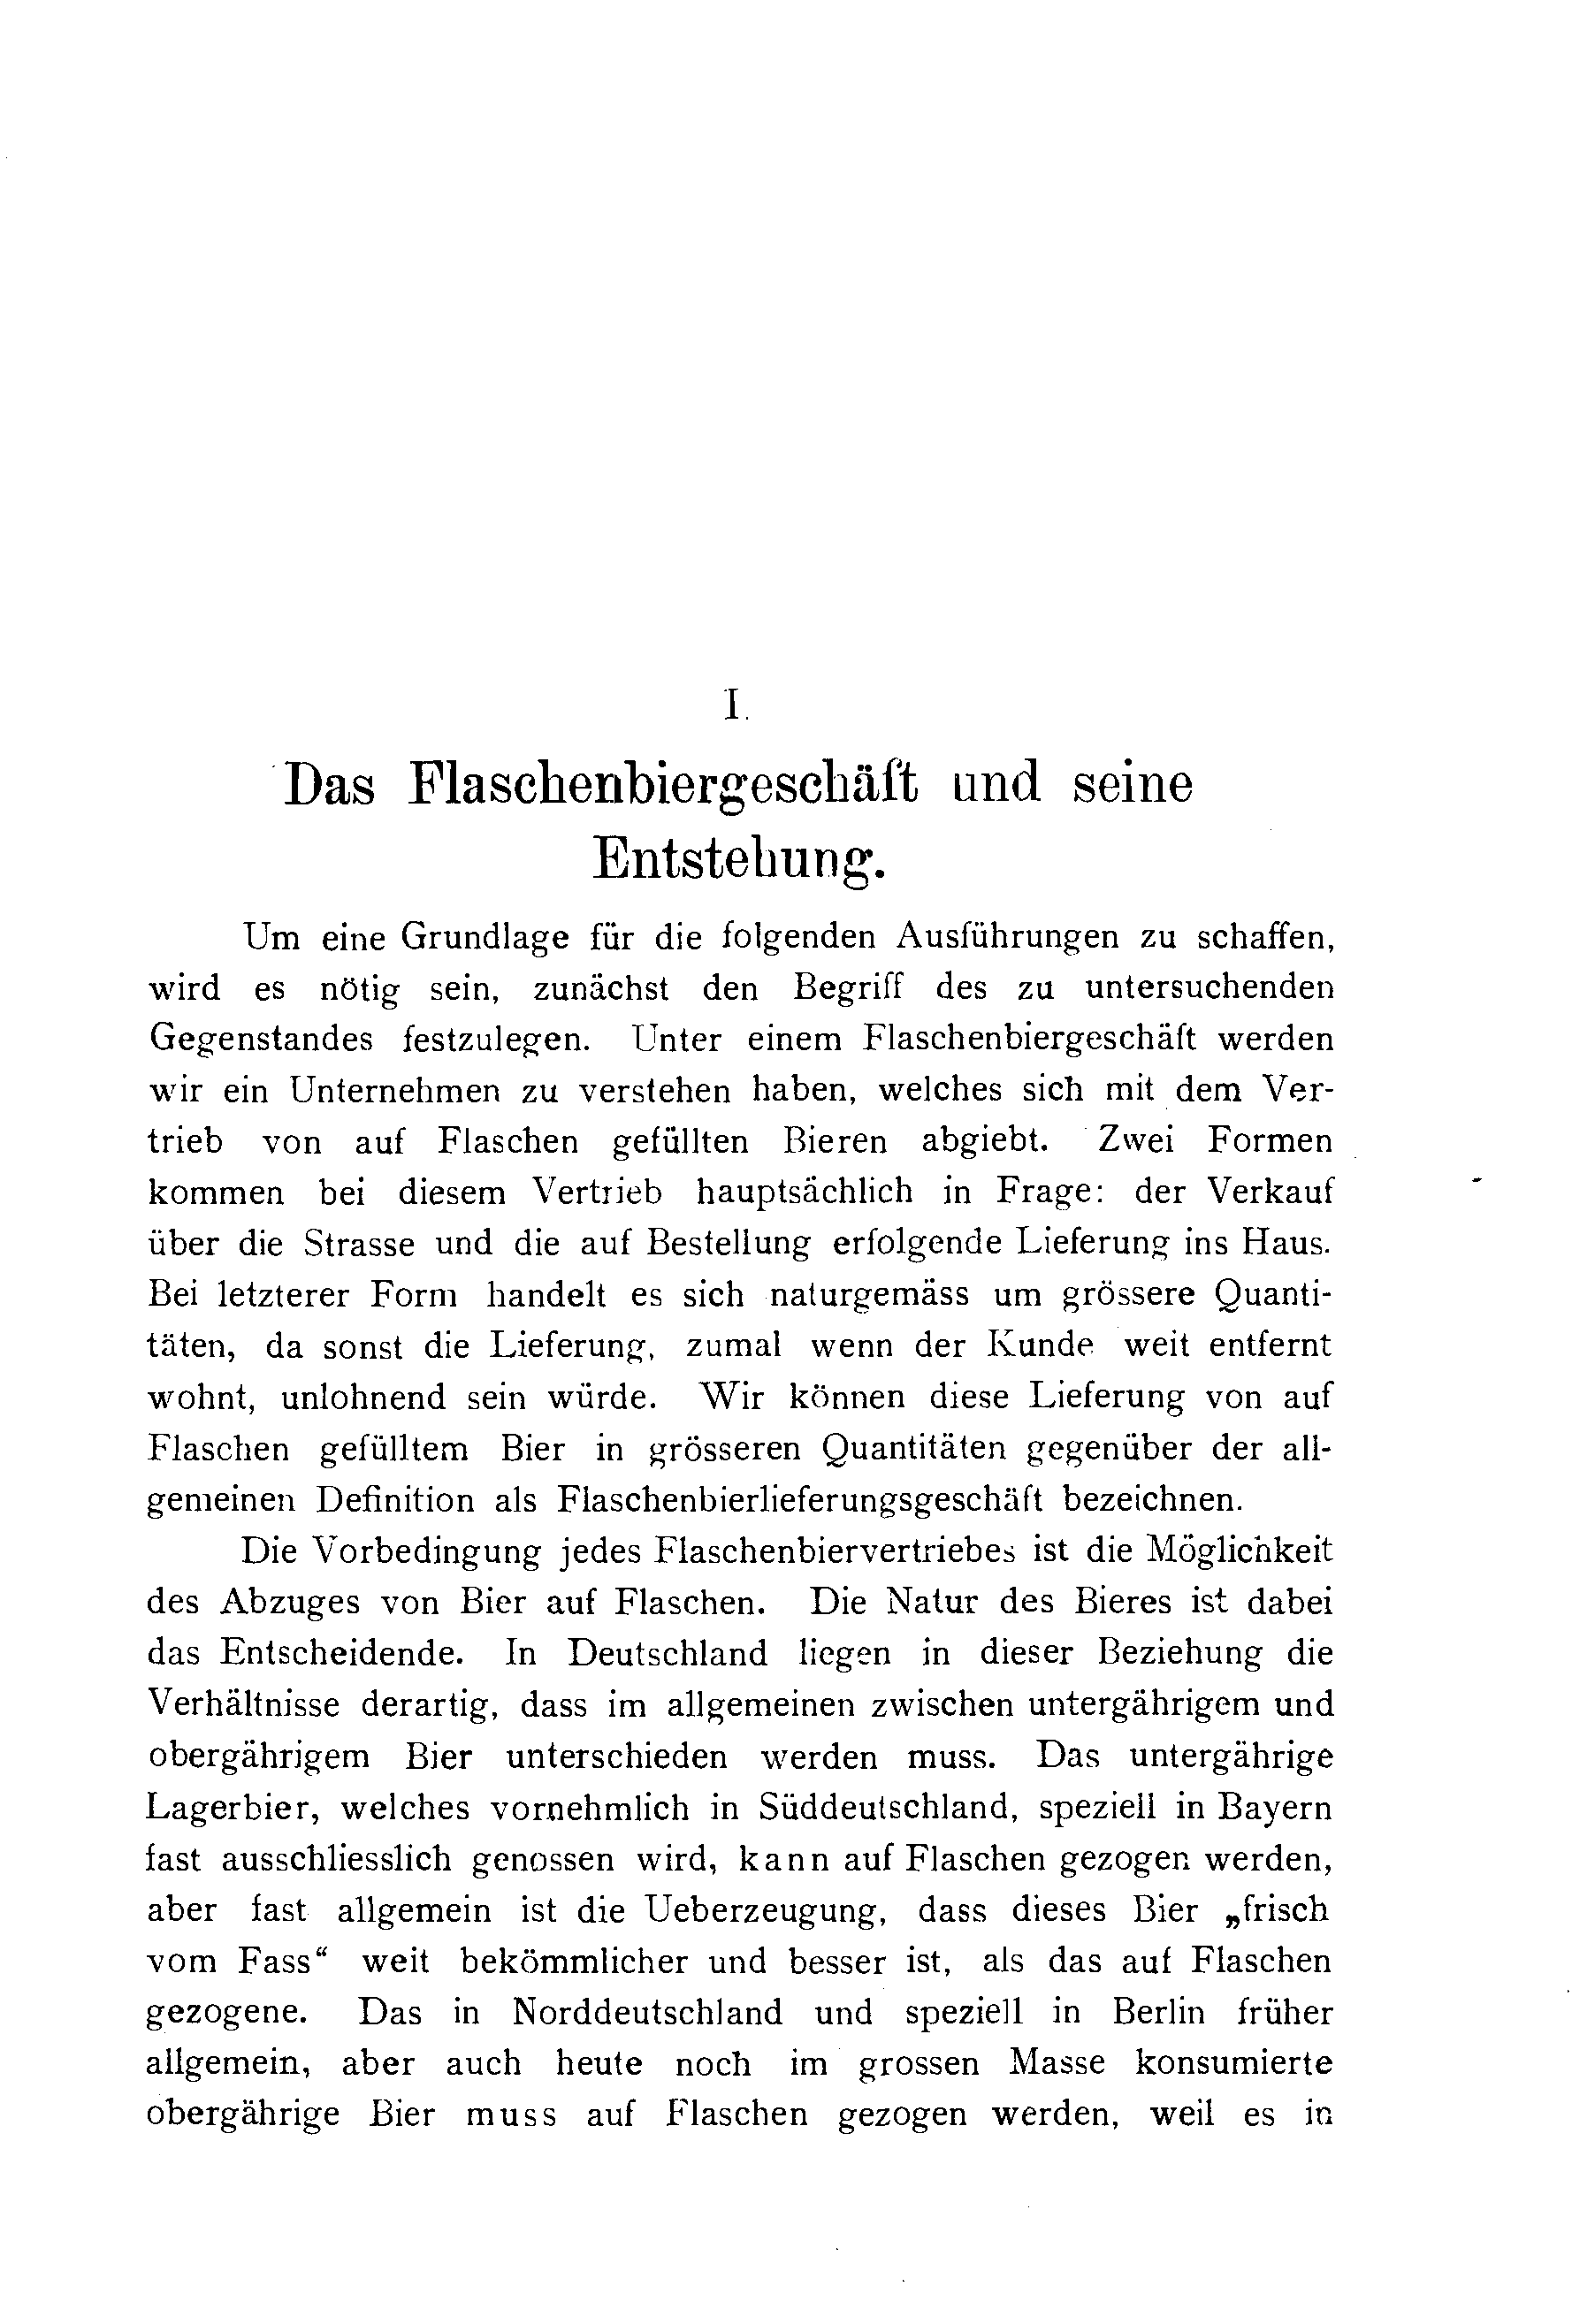 I.
Das Flaschenbiergeschäft und seine
Entstehung.
Um eine Grundlage für die folgenden Ausführungen zu schaffen,
wird es nötig sein, zunächst den Begriff des zu untersuchenden
Gegenstandes festzulegen. Unter einem Flaschenbiergeschäft werden
wir ein Unternehmen zu verstehen haben, welches sich mit dem Ver-
trieb von auf Flaschen gefüllten Bieren abgiebt. Zwei Formen
kommen bei diesem Vertrieb hauptsächlich in Frage: der Verkauf
über die Strasse und die auf Bestellung erfolgende Lieferung ins Haus.
Bei letzterer Form handelt es sich naturgemäss um grössere Quanti-
täten, da sonst die Lieferung, zumal wenn der Kunde weit entfernt
wohnt, unlohnend sein würde. Wir können diese Lieferung von auf
Flaschen gefülltem Bier in grösseren Quantitäten gegenüber der all-
gemeinen Definition als Flaschenbierlieferungsgeschäft bezeichnen.
Die Vorbedingung jedes Flaschenbiervertriebes ist die Möglichkeit
des Abzuges von Bier auf Flaschen. Die Natur des Bieres ist dabei
das Entscheidende. In Deutschland liegen in dieser Beziehung die
Verhältnisse derartig, dass im allgemeinen zwischen untergährigem und
obergährigem Bier unterschieden werden muss. Das untergährige
Lagerbier, welches vornehmlich in Süddeutschland, speziell in Bayern
fast ausschliesslich genossen wird, kann auf Flaschen gezogen werden,
aber fast allgemein ist die Ueberzeugung, dass dieses Bier „frisch
vom Fass“ weit bekömmlicher und besser ist, als das auf Flaschen
gezogene. Das in Norddeutschland und speziell in Berlin früher
allgemein, aber auch heute noch im grossen Masse konsumierte
obergährige Bier muss auf Flaschen gezogen werden, weil es in